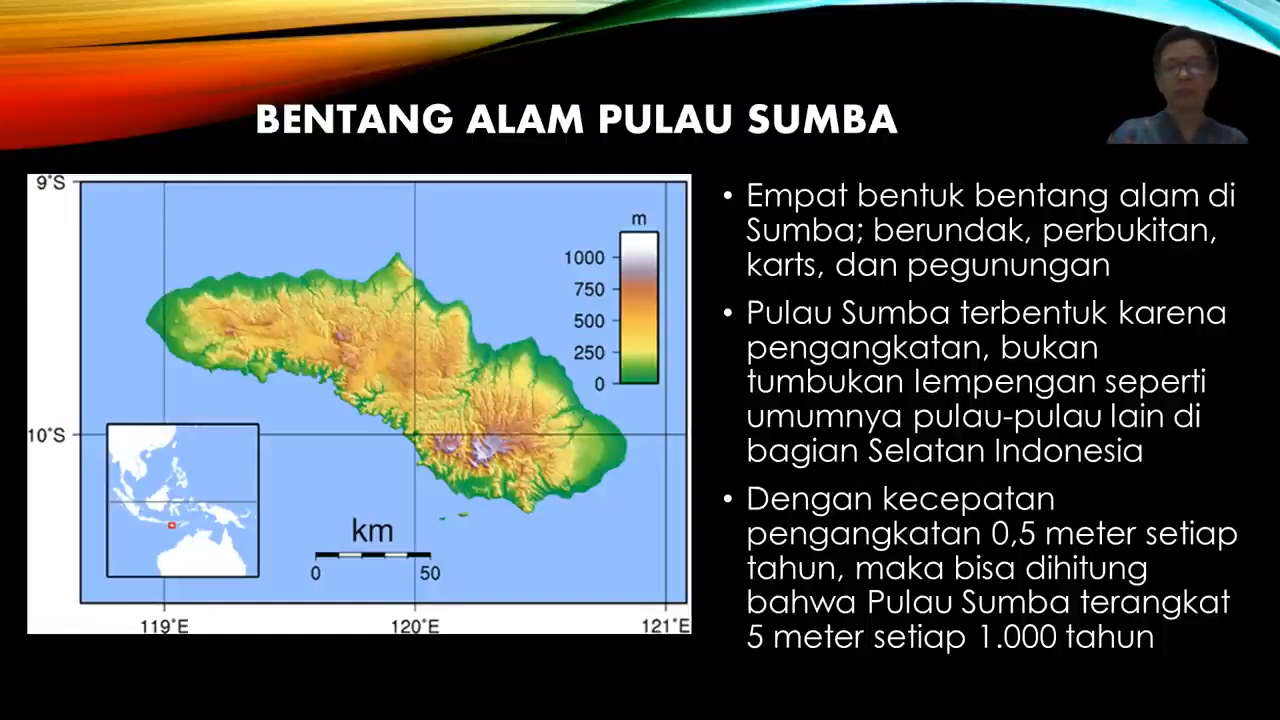 BENTANG ALAM PULAU SUMBA
9°S
10°S
119°E
120°E
121°E
m
1000
750
500
250
0
km
0 50
• Empat bentuk bentang alam di
Sumba; berundak, perbukitan,
karts, dan pegunungan
• Pulau Sumba terbentuk karena
pengangkatan, bukan
tumbukan lempengan seperti
umumnya pulau-pulau lain di
bagian Selatan Indonesia
• Dengan kecepatan
pengangkatan 0,5 meter setiap
tahun, maka bisa dihitung
bahwa Pulau Sumba terangkat
5 meter setiap 1.000 tahun